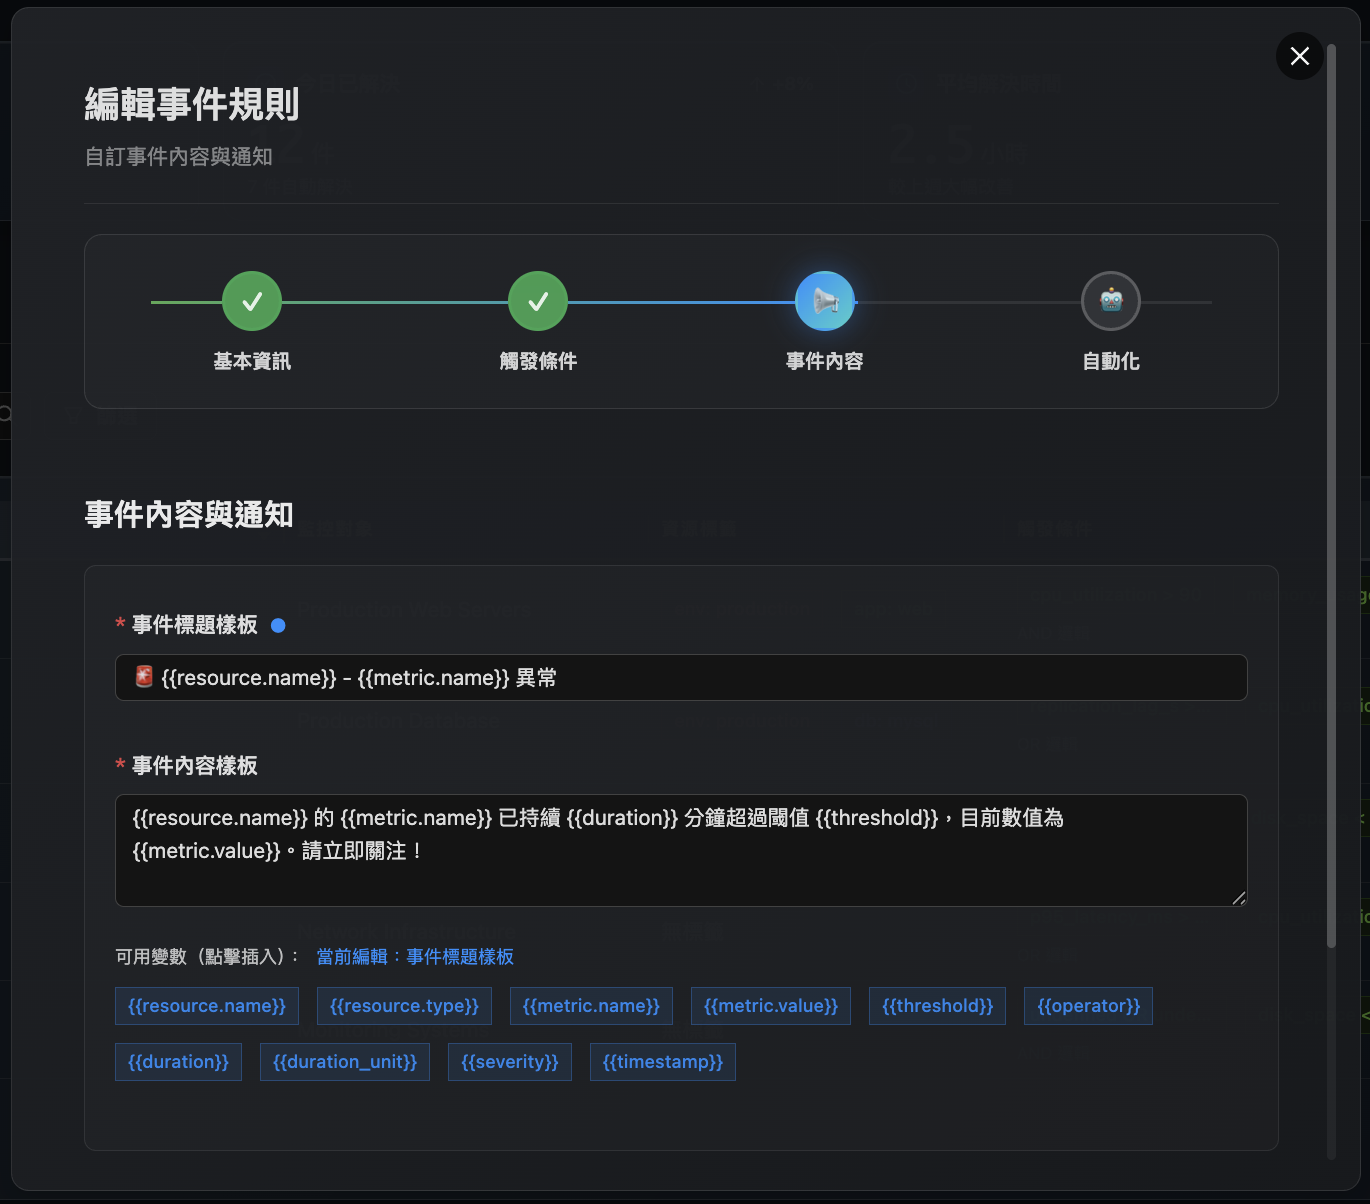 編輯事件規則
自訂事件內容與通知
基本資訊
觸發條件
事件內容
自動化
事件內容與通知
* 事件標題樣板
🚨 {{resource.name}} - {{metric.name}} 異常
* 事件內容樣板
{{resource.name}} 的 {{metric.name}} 已持續 {{duration}} 分鐘超過閾值 {{threshold}}，目前數值為
{{metric.value}}。請立即關注！
可用變數（點擊插入）： 當前編輯：事件標題樣板
{{resource.name}} {{resource.type}} {{metric.name}} {{metric.value}} {{threshold}} {{operator}}
{{duration}} {{duration_unit}} {{severity}} {{timestamp}}